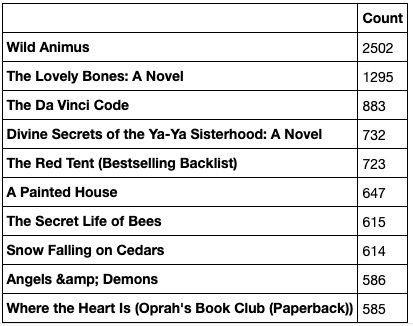 Count
Wild Animus 2502
The Lovely Bones: A Novel 1295
The Da Vinci Code 883
Divine Secrets of the Ya-Ya Sisterhood: A Novel 732
The Red Tent (Bestselling Backlist) 723
A Painted House 647
The Secret Life of Bees 615
Snow Falling on Cedars 614
Angels &amp; Demons 586
Where the Heart Is (Oprah's Book Club (Paperback)) 585